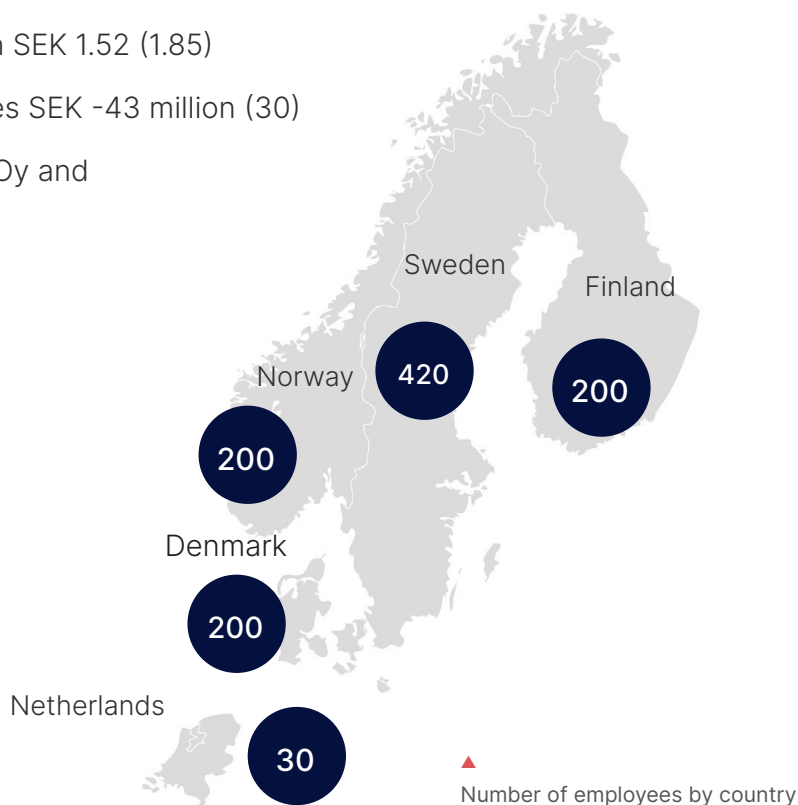 SEK 1.52 (1.85)
SEK -43 million (30)
Oy and
Sweden
Finland
420
Norway
200
200
Denmark
200
Netherlands
30
Number of employees by country